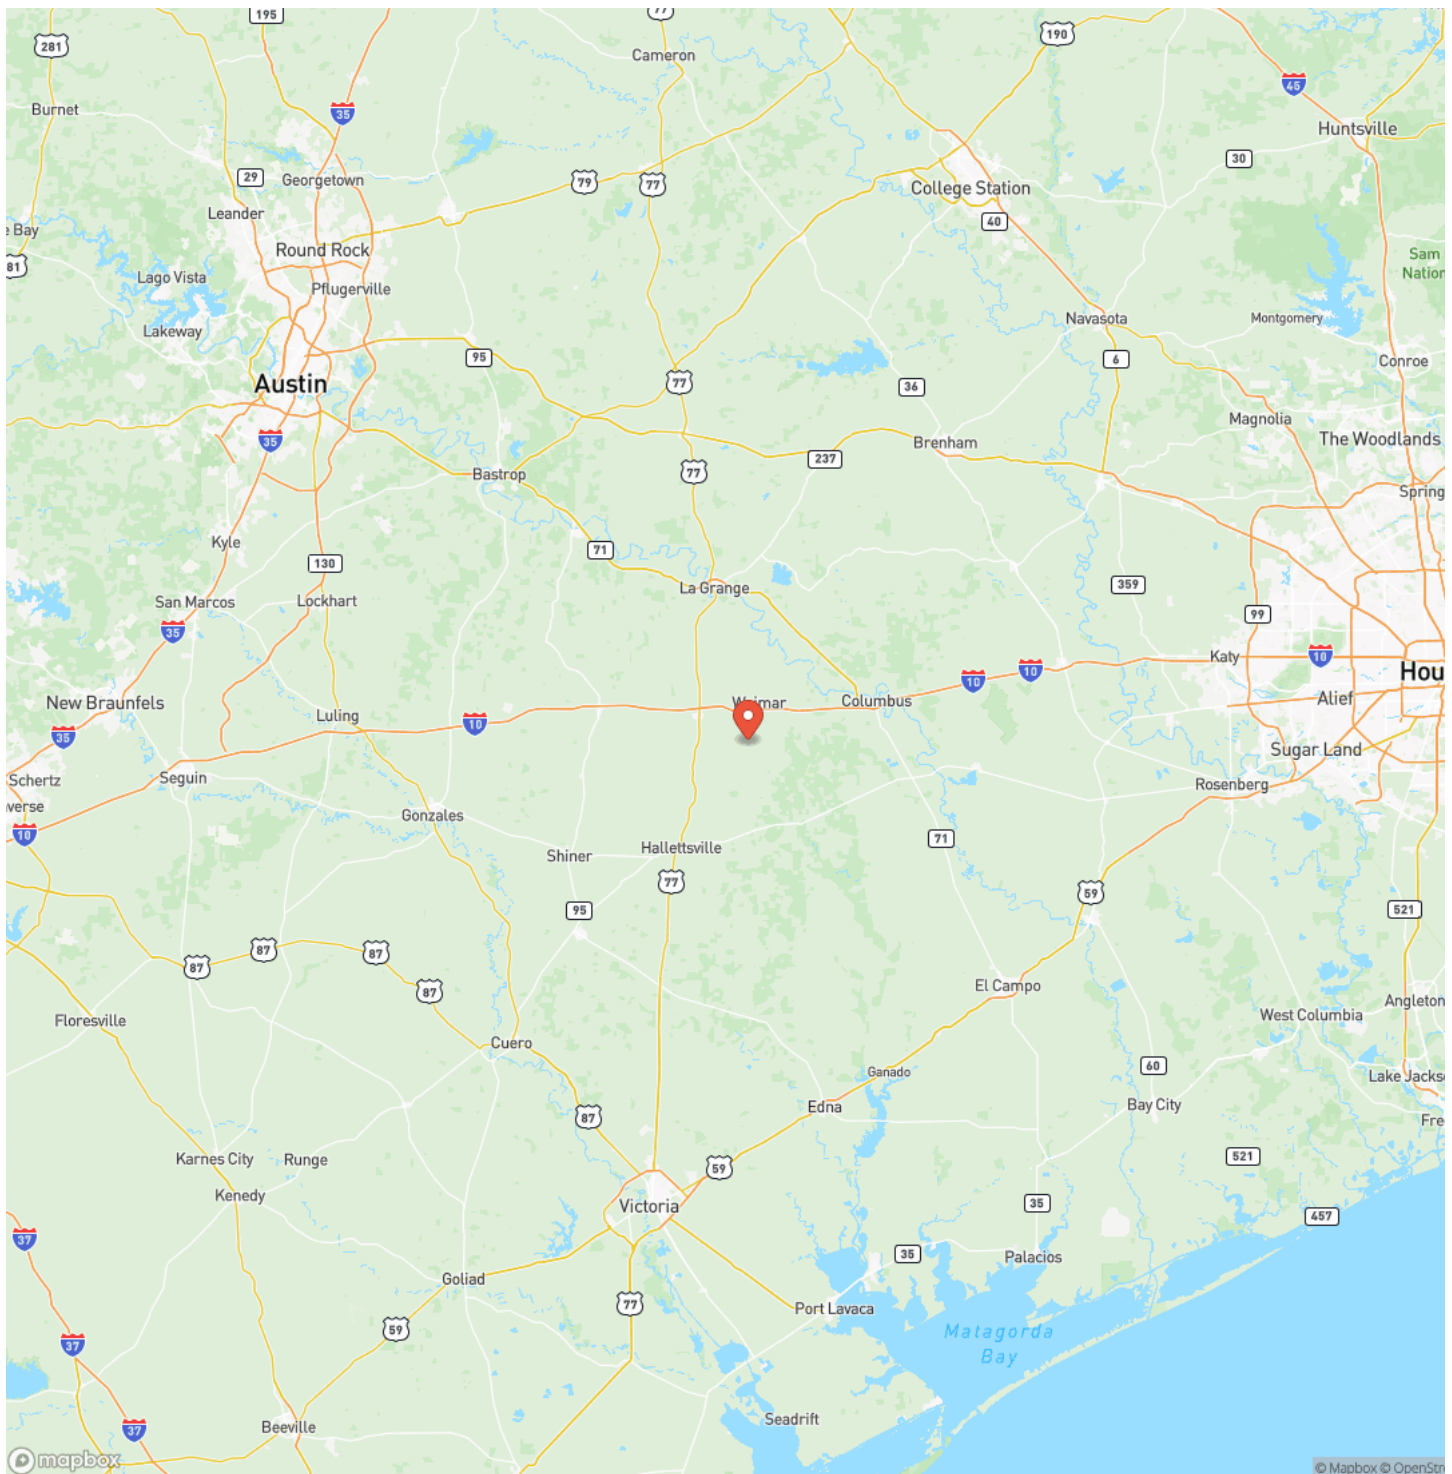 77
195
190
281
Cameron
45
Burnet
35
Huntsville
30
29
Georgetown
79
77
College Station
Leander
40
e Bay
Round Rock
Sam
81
Nation
Lago Vista
Pflugerville
Navasota
Montgomery
Lakeway
95
6
Conroe
Austin
77
36
Magnolia
35
Brenham
The Woodlands
237
Bastrop
77
Spring
Kyle
71
130
La Grange
359
San Marcos
Lockhart
99
35
Katy
10
10
10
Hou
New Braunfels
Weimar
Columbus
Alief
Luling
10
35
Sugar Land
Schertz
Seguin
Rosenberg
verse
Gonzales
10
71
Hallettsville
Shiner
77
59
95
521
87
87
87
87
El Campo
Angleton
Floresville
West Columbia
Cuero
60
Ganado
Lake Jacks
Edna
Bay City
87
Fre
Karnes City
Runge
59
521
Kenedy
Victoria
35
457
37
35
Palacios
Goliad
77
Port Lavaca
59
Matagorda
Bay
37
Seadrift
Beeville
37
mapbox
© Mapbox © OpenStre